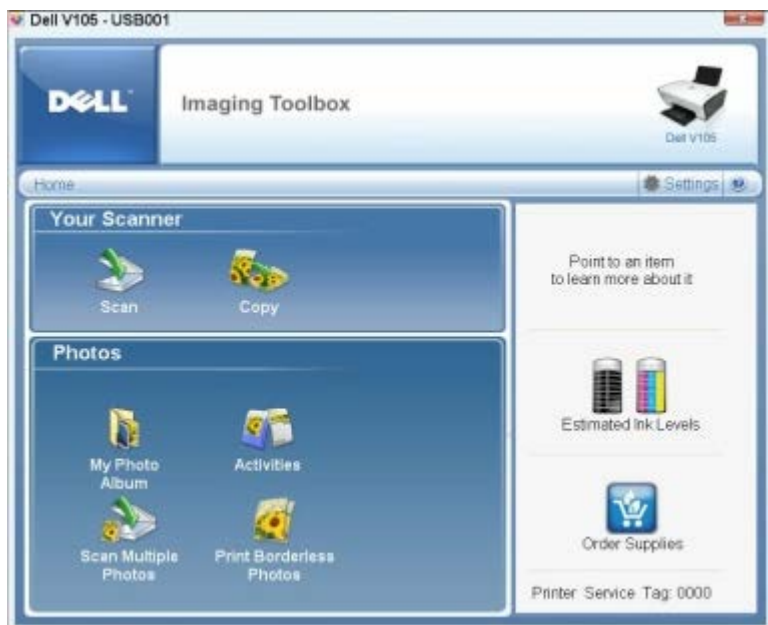 Dell V105 - USB001
DELL
Imaging Toolbox
Dell V105
Home
Settings
?
Your Scanner
Scan
Copy
Point to an item
to learn more about it
Photos
Estimated Ink Levels
My Photo
Album
Activities
Order Supplies
Scan Multiple
Photos
Print Borderless
Photos
Printer Service Tag: 0000